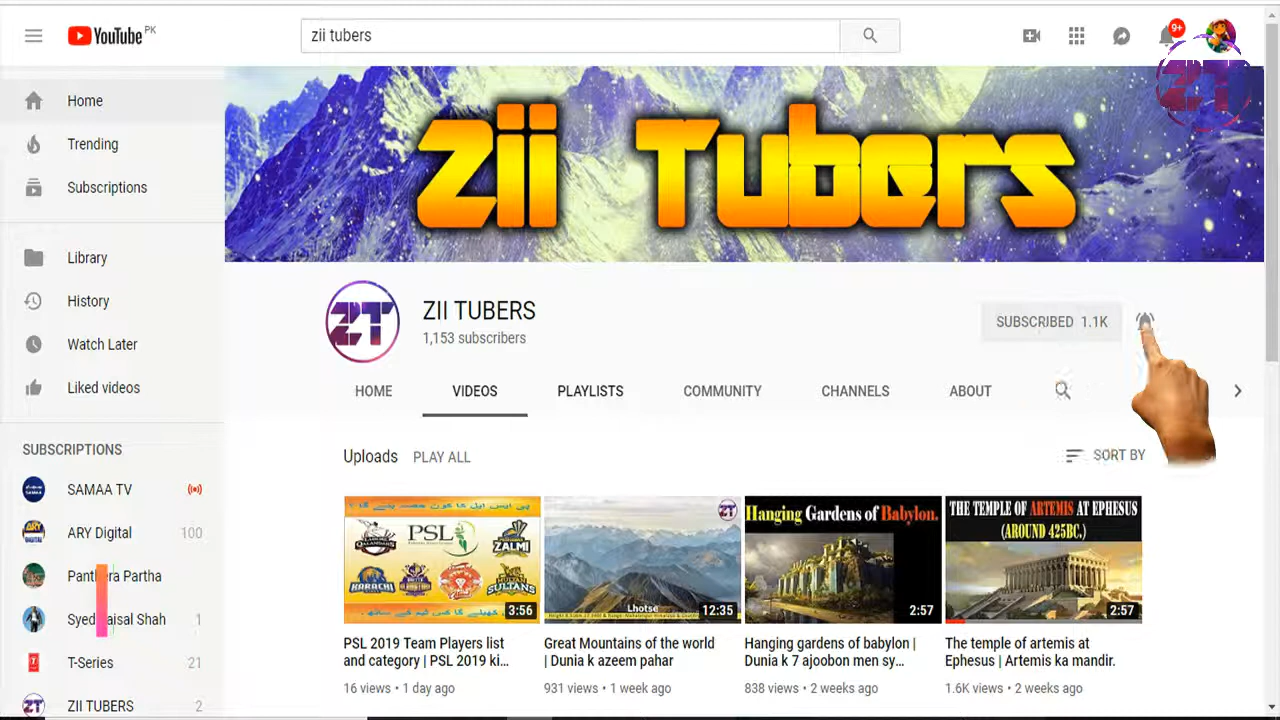 YouTube PK
zii tubers
9+
ZT
Home
Trending
Subscriptions
Library
History
Watch Later
Liked videos
SUBSCRIPTIONS
SAMAA TV
ARY Digital 100
Syed Faisal Shah 1
T-Series 21
ZII TUBERS 2
Zii Tubers
ZT
ZII TUBERS
1,153 subscribers
SUBSCRIBED 1.1K
HOME VIDEOS PLAYLISTS COMMUNITY CHANNELS ABOUT
Uploads PLAY ALL
SORT BY
PSL
ZALMI
KARACHI
MULTAN
SULTANS
3:56
PSL 2019 Team Players list
and category | PSL 2019 ki...
16 views • 1 day ago
Lhotse
12:35
Great Mountains of the world
| Dunia k azeem pahar
931 views • 1 week ago
Hanging Gardens of Babylon.
2:57
Hanging gardens of babylon |
Dunia k 7 ajoobon men sy...
838 views • 2 weeks ago
THE TEMPLE OF ARTEMIS AT EPHESUS
(AROUND 425BC.)
2:57
The temple of artemis at
Ephesus | Artemis ka mandir.
1.6K views • 2 weeks ago